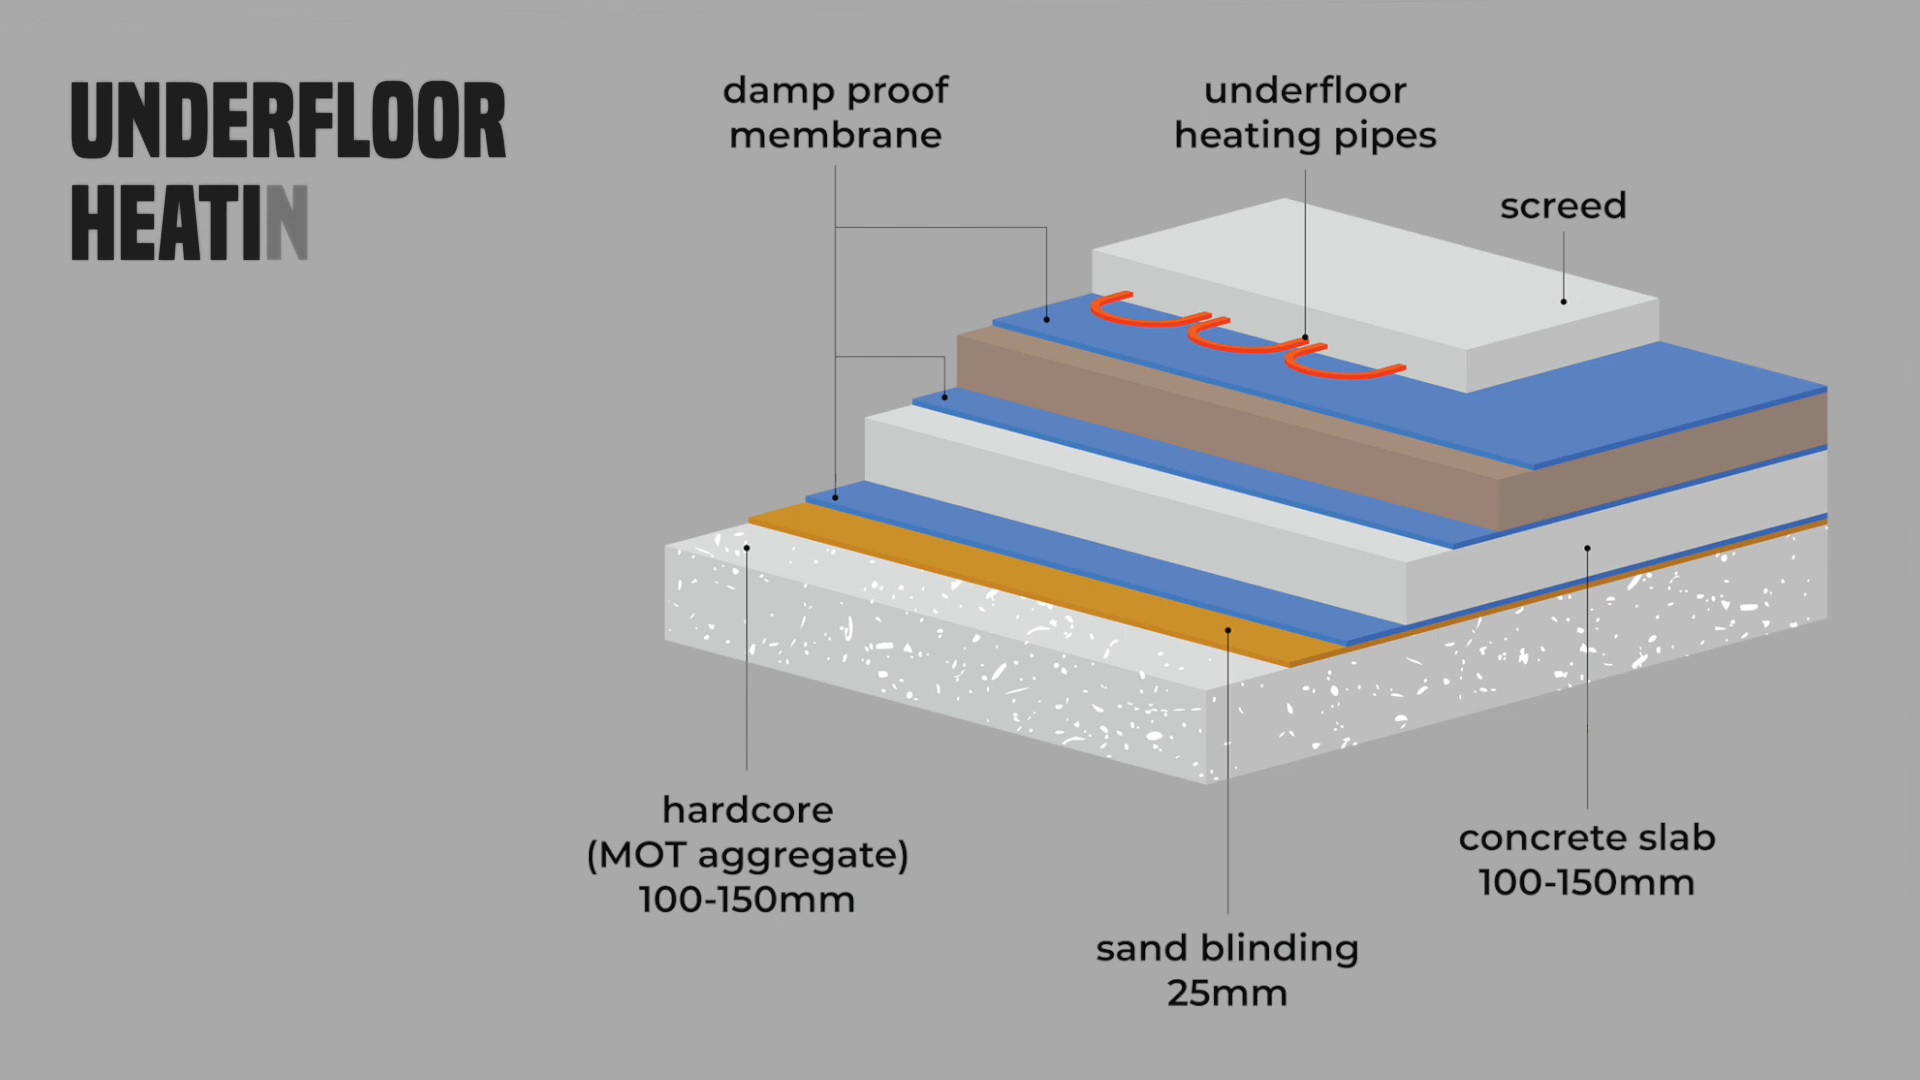 UNDERFLOOR
HEATIN
damp proof
membrane
underfloor
heating pipes
screed
hardcore
(MOT aggregate)
100-150mm
sand blinding
25mm
concrete slab
100-150mm